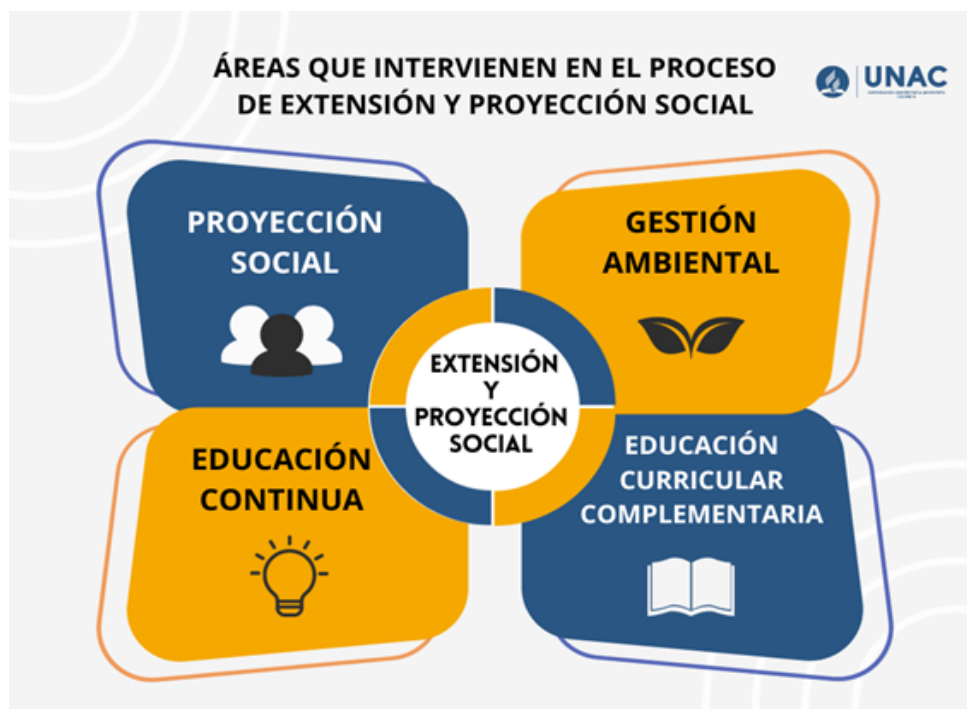 ÁREAS QUE INTERVIENEN EN EL PROCESO
DE EXTENSIÓN Y PROYECCIÓN SOCIAL
UNAC
PROYECCIÓN
SOCIAL
GESTIÓN
AMBIENTAL
EXTENSIÓN
Y
PROYECCIÓN
SOCIAL
EDUCACIÓN
CONTINUA
EDUCACIÓN
CURRICULAR
COMPLEMENTARIA